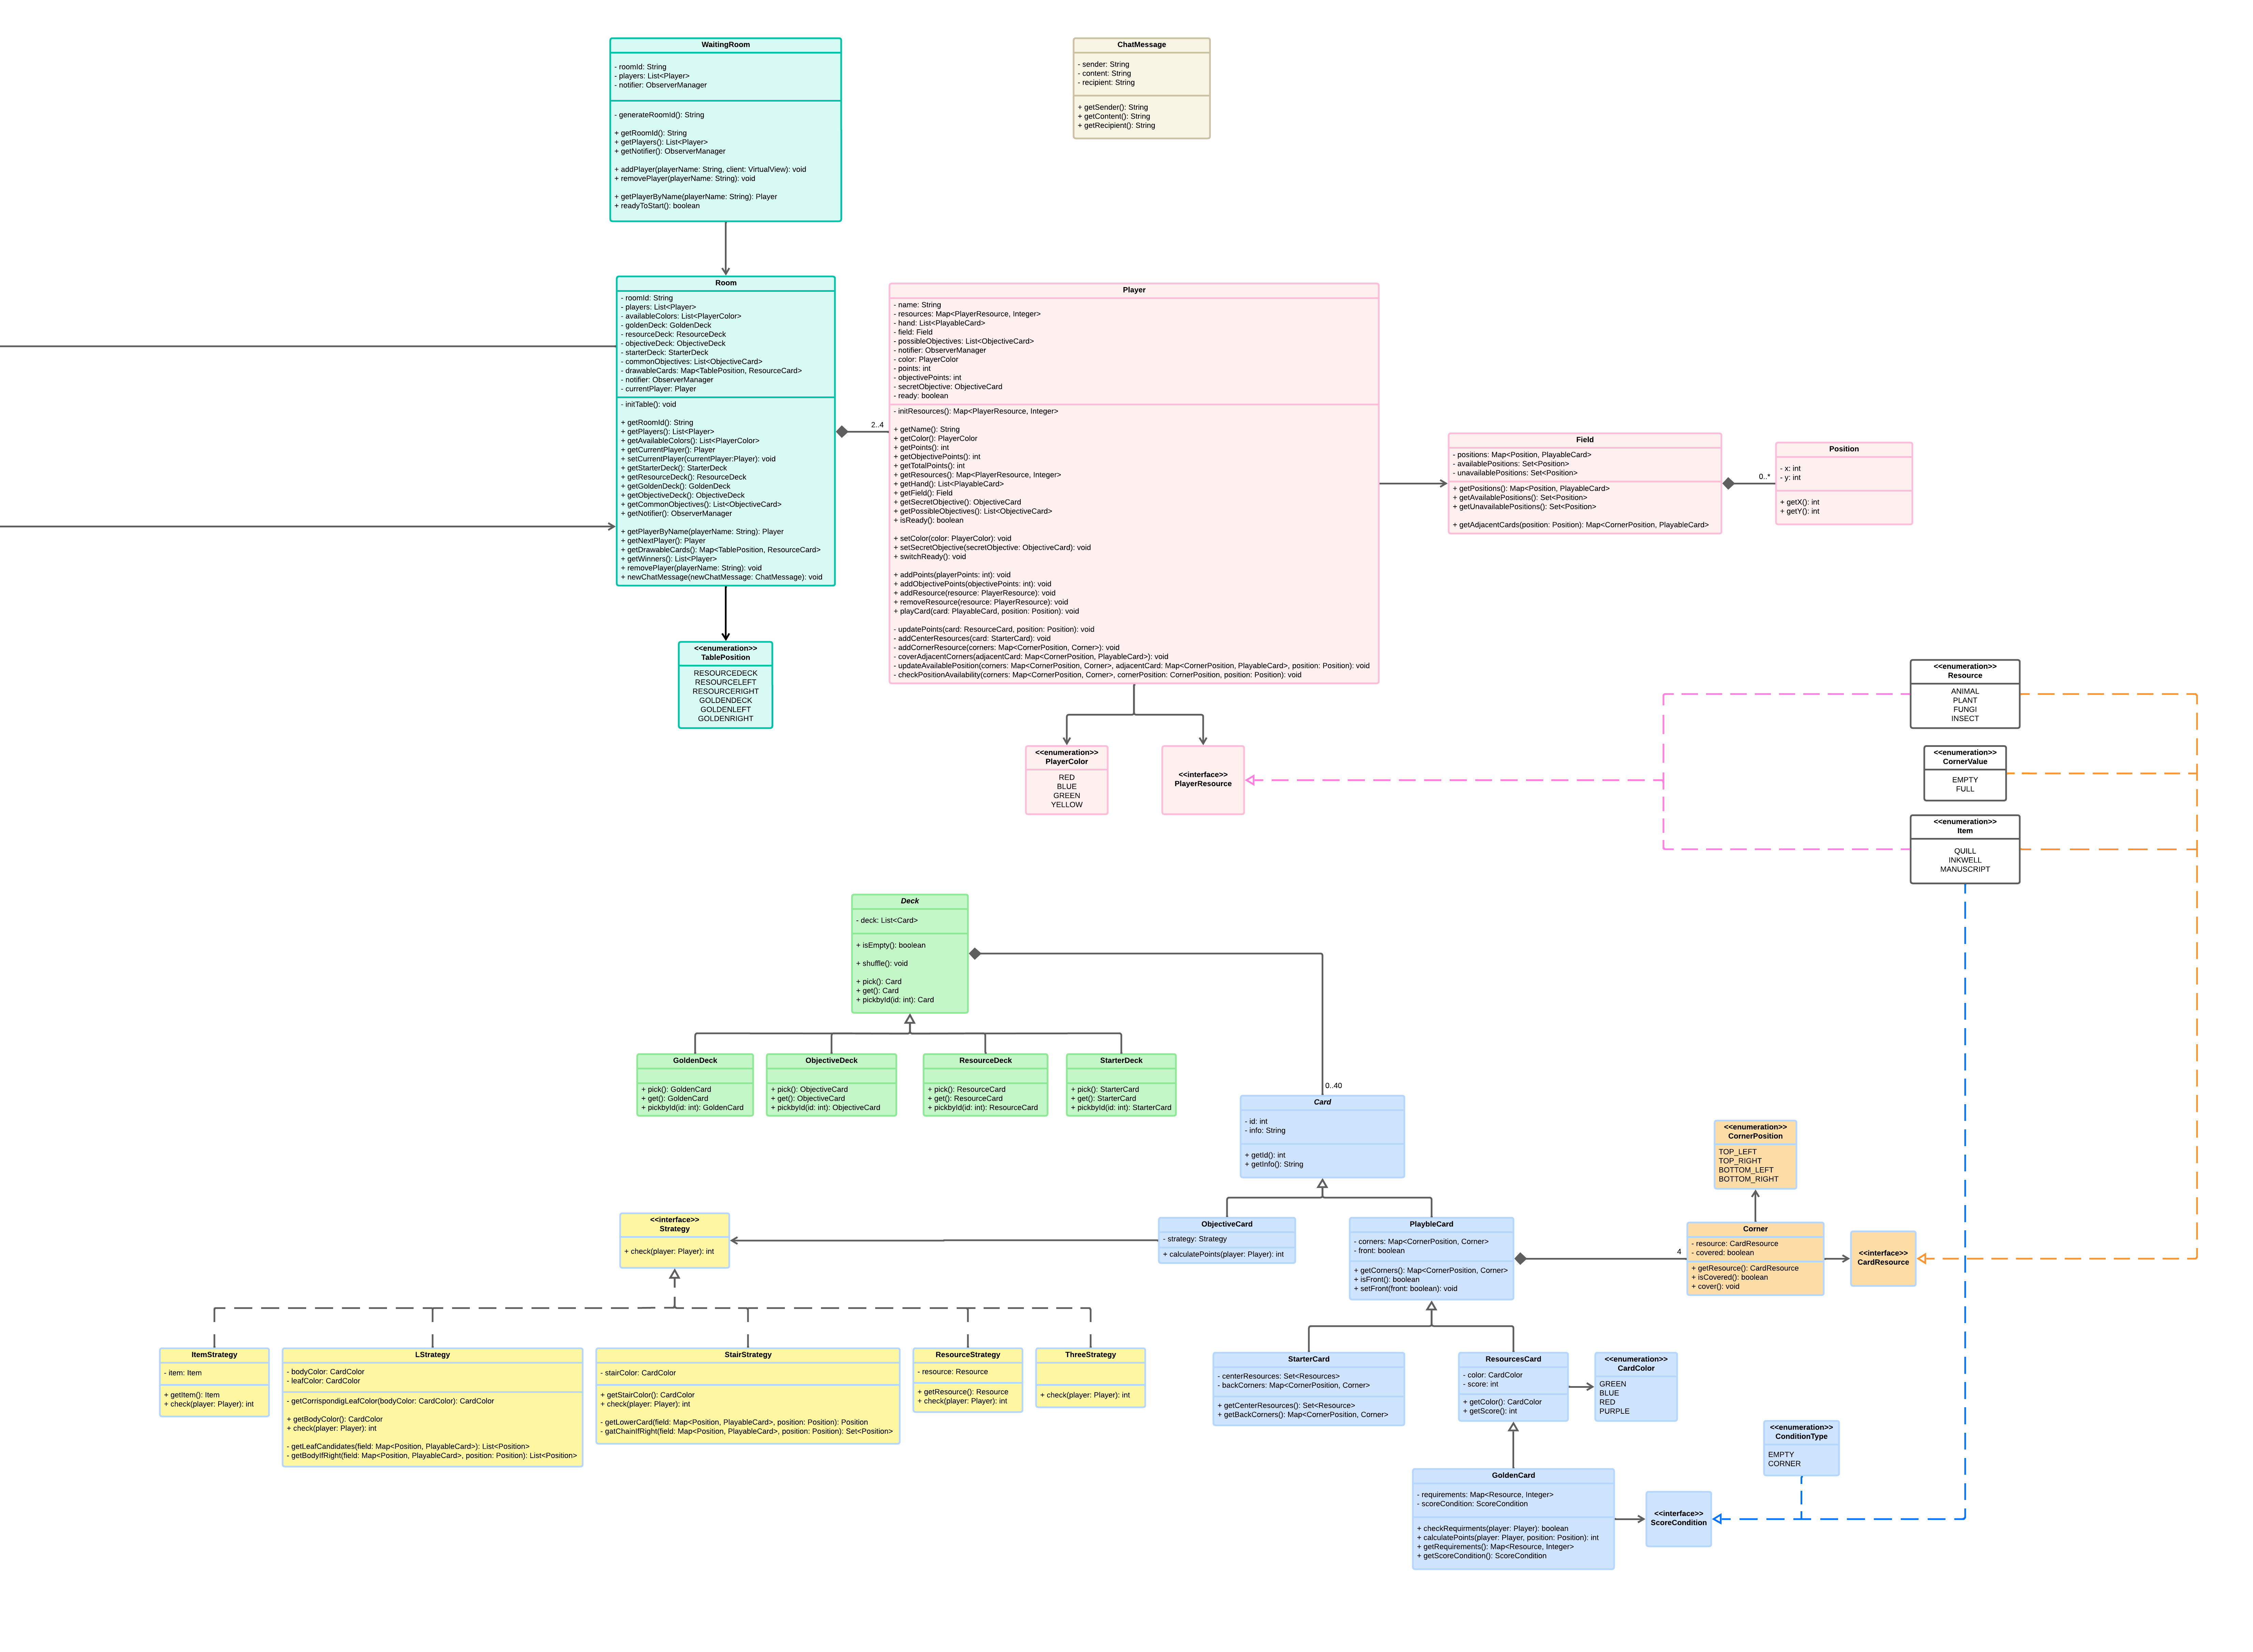 WaitingRoom
- roomId: String
- players: List<Player>
- notifier: ObserverManager
- generateRoomId(): String
+ getRoomId(): String
+ getPlayers(): List<Player>
+ getNotifier(): ObserverManager
+ addPlayer(playerName: String, client: VirtualView): void
+ removePlayer(playerName: String): void
+ getPlayerByName(playerName: String): Player
+ readyToStart(): boolean
ChatMessage
- sender: String
- content: String
- recipient: String
+ getSender(): String
+ getContent(): String
+ getRecipient(): String
Room
- roomId: String
- players: List<Player>
- availableColors: List<PlayerColor>
- goldenDeck: GoldenDeck
- resourceDeck: ResourceDeck
- objectiveDeck: ObjectiveDeck
- starterDeck: StarterDeck
- commonObjectives: List<ObjectiveCard>
- drawableCards: Map<TablePosition, ResourceCard>
- notifier: ObserverManager
- currentPlayer: Player
- initTable(): void
+ getRoomId(): String
+ getPlayers(): List<Player>
+ getAvailableColors(): List<PlayerColor>
+ getCurrentPlayer(): Player
+ setCurrentPlayer(currentPlayer:Player): void
+ getStarterDeck(): StarterDeck
+ getResourceDeck(): ResourceDeck
+ getGoldenDeck(): GoldenDeck
+ getObjectiveDeck(): ObjectiveDeck
+ getCommonObjectives(): List<ObjectiveCard>
+ getNotifier(): ObserverManager
+ getPlayerByName(playerName: String): Player
+ getNextPlayer(): Player
+ getDrawableCards(): Map<TablePosition, ResourceCard>
+ getWinners(): List<Player>
+ removePlayer(playerName: String): void
+ newChatMessage(newChatMessage: ChatMessage): void
2..4
Player
- name: String
- resources: Map<PlayerResource, Integer>
- hand: List<PlayableCard>
- field: Field
- possibleObjectives: List<ObjectiveCard>
- notifier: ObserverManager
- color: PlayerColor
- points: int
- objectivePoints: int
- secretObjective: ObjectiveCard
- ready: boolean
- initResources(): Map<PlayerResource, Integer>
+ getName(): String
+ getColor(): PlayerColor
+ getPoints(): int
+ getObjectivePoints(): int
+ getTotalPoints(): int
+ getResources(): Map<PlayerResource, Integer>
+ getHand(): List<PlayableCard>
+ getField(): Field
+ getSecretObjective(): ObjectiveCard
+ getPossibleObjectives(): List<ObjectiveCard>
+ isReady(): boolean
+ setColor(color: PlayerColor): void
+ setSecretObjective(secretObjective: ObjectiveCard): void
+ switchReady(): void
+ addPoints(playerPoints: int): void
+ addObjectivePoints(objectivePoints: int): void
+ addResource(resource: PlayerResource): void
+ removeResource(resource: PlayerResource): void
+ playCard(card: PlayableCard, position: Position): void
- updatePoints(card: ResourceCard, position: Position): void
- addCenterResources(card: StarterCard): void
- addCornerResource(corners: Map<CornerPosition, Corner>): void
- coverAdjacentCorners(adjacentCard: Map<CornerPosition, PlayableCard>): void
- updateAvailablePosition(corners: Map<CornerPosition, Corner>, adjacentCard: Map<CornerPosition, PlayableCard>, position: Position): void
- checkPositionAvailability(corners: Map<CornerPosition, Corner>, cornerPosition: CornerPosition, position: Position): void
Field
- positions: Map<Position, PlayableCard>
- availablePositions: Set<Position>
- unavailablePositions: Set<Position>
+ getPositions(): Map<Position, PlayableCard>
+ getAvailablePositions(): Set<Position>
+ getUnavailablePositions(): Set<Position>
+ getAdjacentCards(position: Position): Map<CornerPosition, PlayableCard>
0..*
Position
- x: int
- y: int
+ getX(): int
+ getY(): int
<<enumeration>>
TablePosition
RESOURCEDECK
RESOURCELEFT
RESOURCERIGHT
GOLDENDECK
GOLDENLEFT
GOLDENRIGHT
<<enumeration>>
PlayerColor
RED
BLUE
GREEN
YELLOW
<<interface>>
PlayerResource
<<enumeration>>
Resource
ANIMAL
PLANT
FUNGI
INSECT
<<enumeration>>
CornerValue
EMPTY
FULL
<<enumeration>>
Item
QUILL
INKWELL
MANUSCRIPT
Deck
- deck: List<Card>
+ isEmpty(): boolean
+ shuffle(): void
+ pick(): Card
+ get(): Card
+ pickbyId(id: int): Card
GoldenDeck
+ pick(): GoldenCard
+ get(): GoldenCard
+ pickbyId(id: int): GoldenCard
ObjectiveDeck
+ pick(): ObjectiveCard
+ get(): ObjectiveCard
+ pickbyId(id: int): ObjectiveCard
ResourceDeck
+ pick(): ResourceCard
+ get(): ResourceCard
+ pickbyId(id: int): ResourceCard
StarterDeck
+ pick(): StarterCard
+ get(): StarterCard
+ pickbyId(id: int): StarterCard
0..40
Card
- id: int
- info: String
+ getId(): int
+ getInfo(): String
<<enumeration>>
CornerPosition
TOP_LEFT
TOP_RIGHT
BOTTOM_LEFT
BOTTOM_RIGHT
<<interface>>
Strategy
+ check(player: Player): int
ObjectiveCard
- strategy: Strategy
+ calculatePoints(player: Player): int
PlaybleCard
- corners: Map<CornerPosition, Corner>
- front: boolean
+ getCorners(): Map<CornerPosition, Corner>
+ isFront(): boolean
+ setFront(front: boolean): void
4
Corner
- resource: CardResource
- covered: boolean
+ getResource(): CardResource
+ isCovered(): boolean
+ cover(): void
<<interface>>
CardResource
ItemStrategy
- item: Item
+ getItem(): Item
+ check(player: Player): int
LStrategy
- bodyColor: CardColor
- leafColor: CardColor
- getCorrispondigLeafColor(bodyColor: CardColor): CardColor
+ getBodyColor(): CardColor
+ check(player: Player): int
- getLeafCandidates(field: Map<Position, PlayableCard>): List<Position>
- getBodyIfRight(field: Map<Position, PlayableCard>, position: Position): List<Position>
StairStrategy
- stairColor: CardColor
+ getStairColor(): CardColor
+ check(player: Player): int
- getLowerCard(field: Map<Position, PlayableCard>, position: Position): Position
- gatChainIfRight(field: Map<Position, PlayableCard>, position: Position): Set<Position>
ResourceStrategy
- resource: Resource
+ getResource(): Resource
+ check(player: Player): int
ThreeStrategy
+ check(player: Player): int
StarterCard
- centerResources: Set<Resources>
- backCorners: Map<CornerPosition, Corner>
+ getCenterResources(): Set<Resource>
+ getBackCorners(): Map<CornerPosition, Corner>
ResourcesCard
- color: CardColor
- score: int
+ getColor(): CardColor
+ getScore(): int
<<enumeration>>
CardColor
GREEN
BLUE
RED
PURPLE
<<enumeration>>
ConditionType
EMPTY
CORNER
GoldenCard
- requirements: Map<Resource, Integer>
- scoreCondition: ScoreCondition
+ checkRequirments(player: Player): boolean
+ calculatePoints(player: Player, position: Position): int
+ getRequirements(): Map<Resource, Integer>
+ getScoreCondition(): ScoreCondition
<<interface>>
ScoreCondition